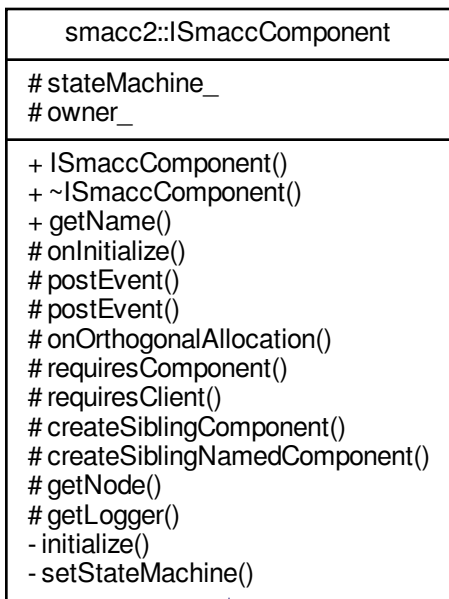 smacc2::ISmaccComponent
# stateMachine_
# owner_
+ ISmaccComponent()
+ ~ISmaccComponent()
+ getName()
# onInitialize()
# postEvent()
# postEvent()
# onOrthogonalAllocation()
# requiresComponent()
# requiresClient()
# createSiblingComponent()
# createSiblingNamedComponent()
# getNode()
# getLogger()
- initialize()
- setStateMachine()